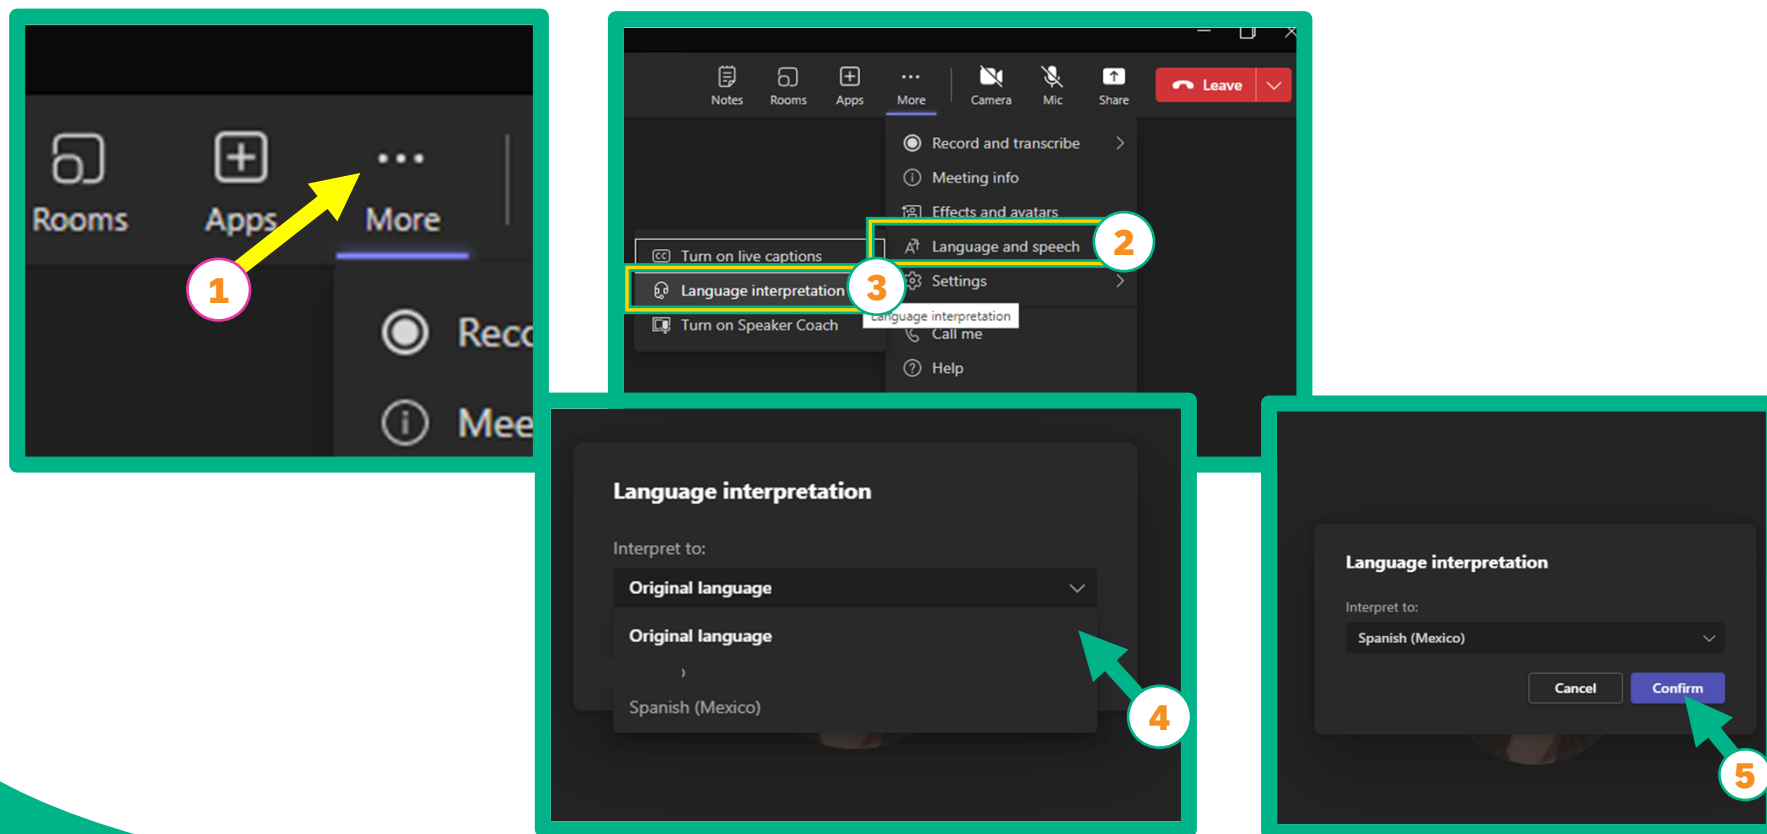 Rooms
Apps
More
1
Reco
Mee
Notes
Rooms
Apps
More
Camera
Mic
Share
Leave
Record and transcribe
Meeting info
Effects and avatars
Language and speech
2
Settings
Call me
Help
Turn on live captions
Language interpretation
3
Language interpretation
Turn on Speaker Coach
Language interpretation
Interpret to:
Original language
Original language
Spanish (Mexico)
4
Language interpretation
Interpret to:
Spanish (Mexico)
Cancel
Confirm
5